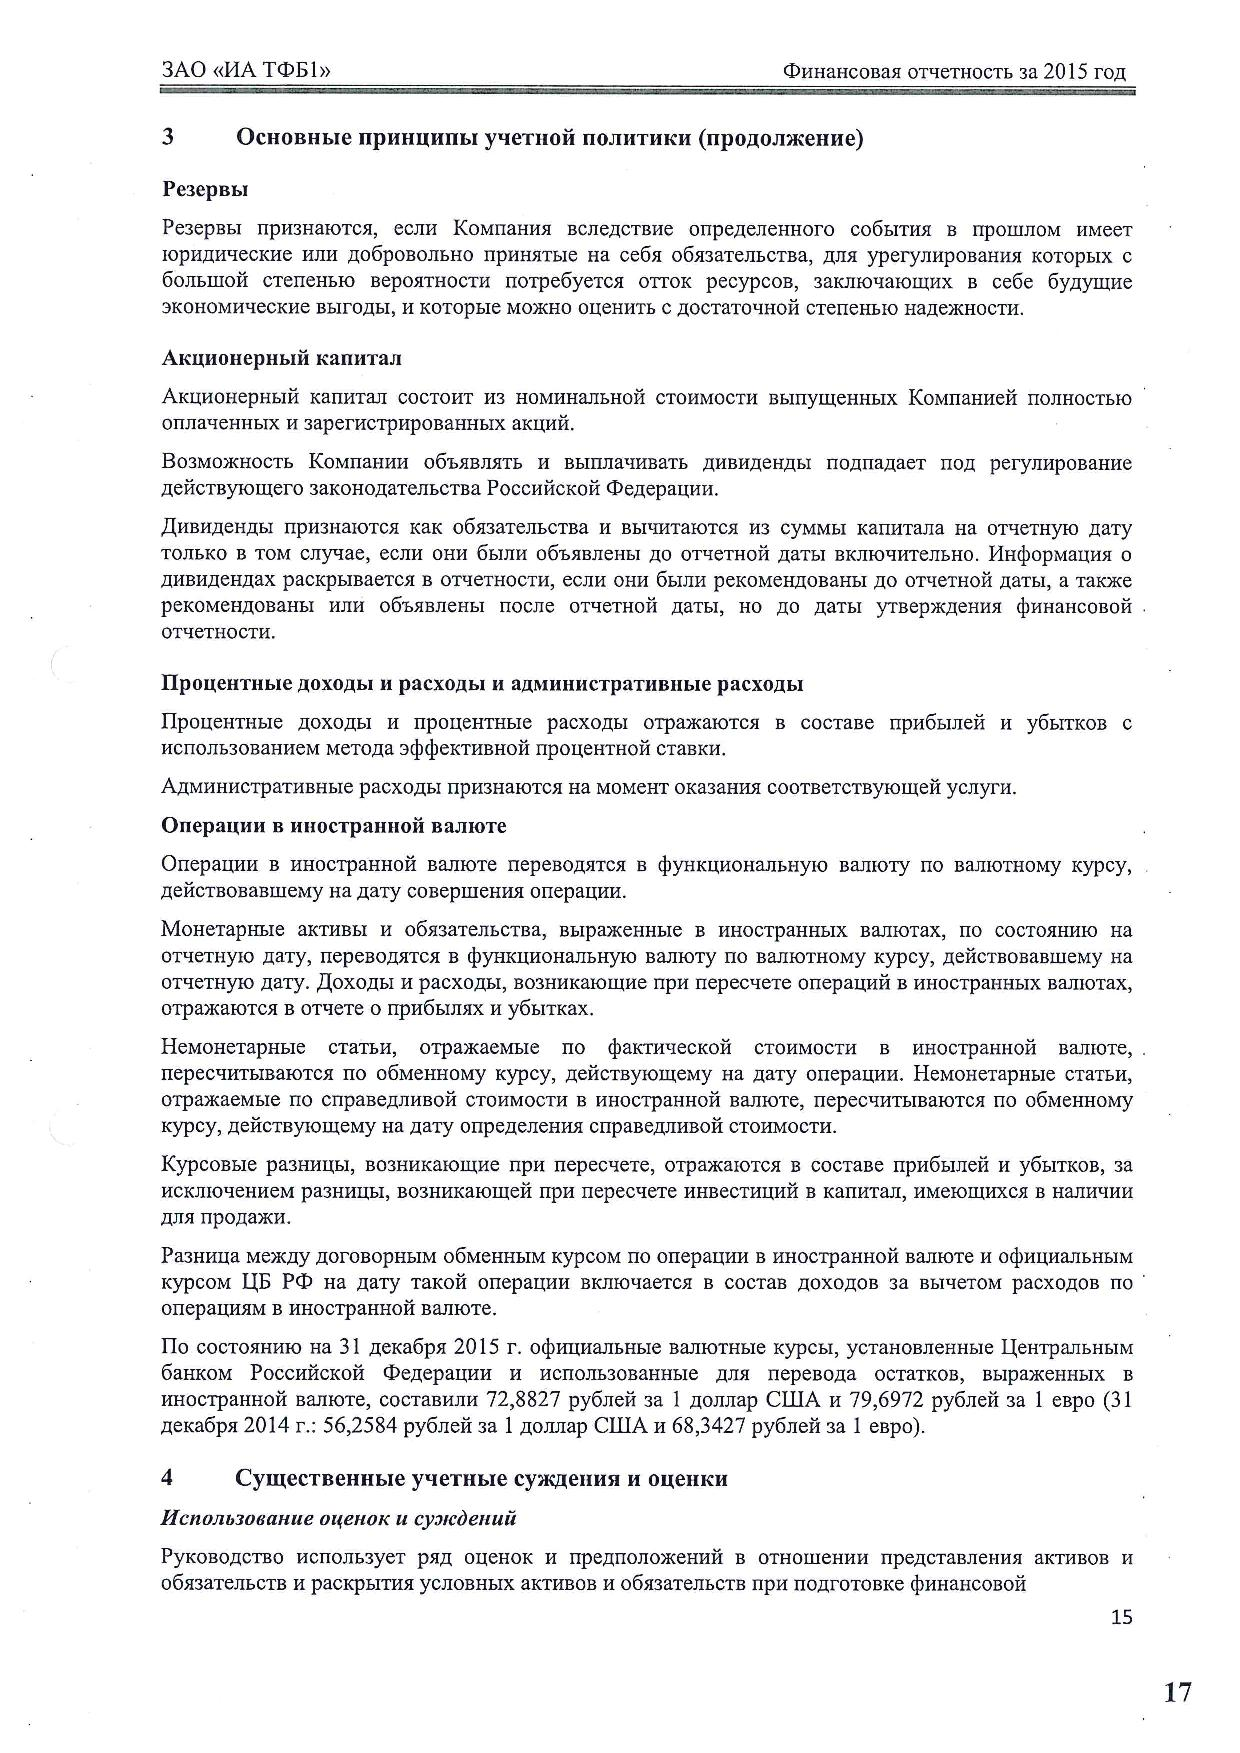 ЗАО «ИА ТФБ1»
Финансовая отчетность за 2015 год
3 Основные принципы учетной политики (продолжение)
Резервы
Резервы признаются, если Компания вследствие определенного события в прошлом имеет
юридические или добровольно принятые на себя обязательства, для урегулирования которых с
большой степенью вероятности потребуется отток ресурсов, заключающих в себе будущие
экономические выгоды, и которые можно оценить с достаточной степенью надежности.
Акционерный капитал
Акционерный капитал состоит из номинальной стоимости выпущенных Компанией полностью
оплаченных и зарегистрированных акций.
Возможность Компании объявлять и выплачивать дивиденды подпадает под регулирование
действующего законодательства Российской Федерации.
Дивиденды признаются как обязательства и вычитаются из суммы капитала на отчетную дату
только в том случае, если они были объявлены до отчетной даты включительно. Информация о
дивидендах раскрывается в отчетности, если они были рекомендованы до отчетной даты, а также
рекомендованы или объявлены после отчетной даты, но до даты утверждения финансовой
отчетности.
Процентные доходы и расходы и административные расходы
Процентные доходы и процентные расходы отражаются в составе прибылей и убытков с
использованием метода эффективной процентной ставки.
Административные расходы признаются на момент оказания соответствующей услуги.
Операции в иностранной валюте
Операции в иностранной валюте переводятся в функциональную валюту по валютному курсу,
действовавшему на дату совершения операции.
Монетарные активы и обязательства, выраженные в иностранных валютах, по состоянию на
отчетную дату, переводятся в функциональную валюту по валютному курсу, действовавшему на
отчетную дату. Доходы и расходы, возникающие при пересчете операций в иностранных валютах,
отражаются в отчете о прибылях и убытках.
Немонетарные статьи, отражаемые по фактической стоимости в иностранной валюте,
пересчитываются по обменному курсу, действующему на дату операции. Немонетарные статьи,
отражаемые по справедливой стоимости в иностранной валюте, пересчитываются по обменному
курсу, действующему на дату определения справедливой стоимости.
Курсовые разницы, возникающие при пересчете, отражаются в составе прибылей и убытков, за
исключением разницы, возникающей при пересчете инвестиций в капитал, имеющихся в наличии
для продажи.
Разница между договорным обменным курсом по операции в иностранной валюте и официальным
курсом ЦБ РФ на дату такой операции включается в состав доходов за вычетом расходов по
операциям в иностранной валюте.
По состоянию на 31 декабря 2015 г. официальные валютные курсы, установленные Центральным
банком Российской Федерации и использованные для перевода остатков, выраженных в
иностранной валюте, составили 72,8827 рублей за 1 доллар США и 79,6972 рублей за 1 евро (31
декабря 2014 г.: 56,2584 рублей за 1 доллар США и 68,3427 рублей за 1 евро).
4 Существенные учетные суждения и оценки
Использование оценок и суждений
Руководство использует ряд оценок и предположений в отношении представления активов и
обязательств и раскрытия условных активов и обязательств при подготовке финансовой
15
17